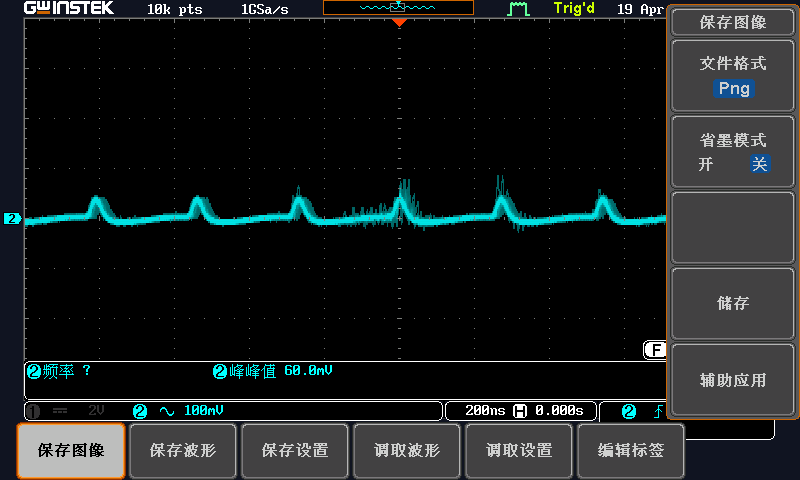 GWINSTEK 10k pts 1GSa/s Trig'd 19 Apr
保存图像
文件格式
Png
省墨模式
开 关
2
储存
F
2频率 ? 2峰峰值 60.0mV
辅助应用
1 2V 2 100mV 200ns H 0.000s 2
保存图像 保存波形 保存设置 调取波形 调取设置 编辑标签